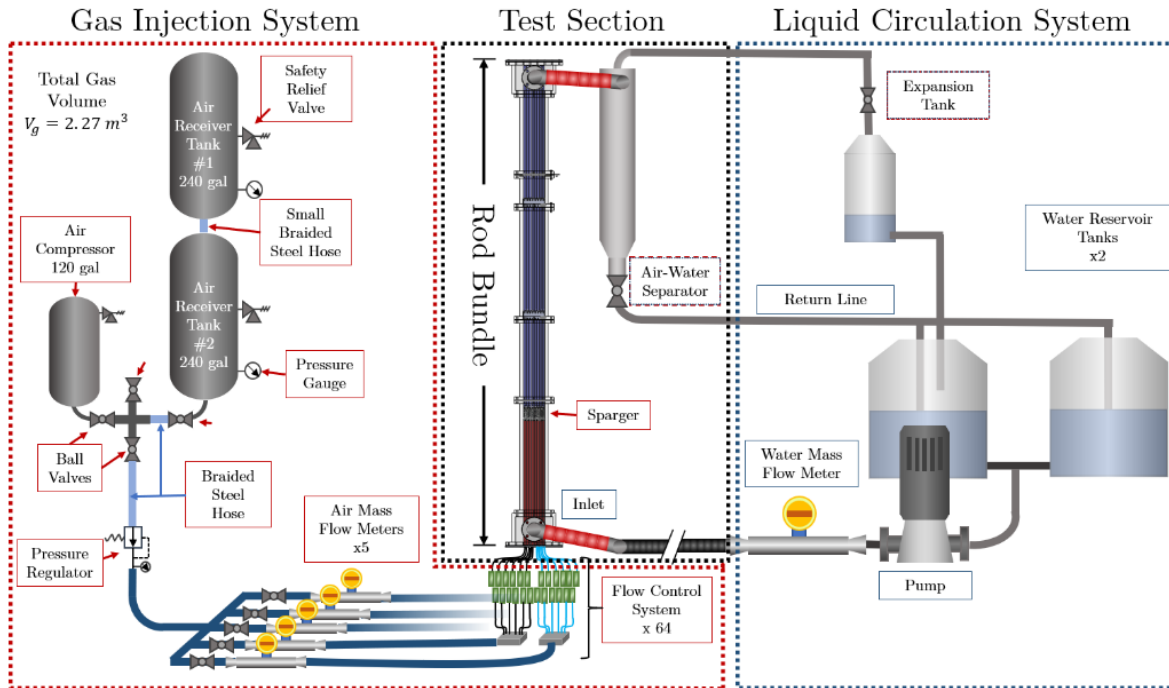 Gas Injection System
Test Section
Liquid Circulation System
Total Gas
Volume
V_g = 2.27 m³
Safety
Relief
Valve
Air
Receiver
Tank
#1
240 gal
Small
Braided
Steel Hose
Air
Compressor
120 gal
Air
Receiver
Tank
#2
240 gal
Pressure
Gauge
Ball
Valves
Braided
Steel
Hose
Pressure
Regulator
Air Mass
Flow Meters
x5
Rod Bundle
Sparger
Inlet
Flow Control
System
x 64
Air-Water
Separator
Expansion
Tank
Water Reservoir
Tanks
x2
Return Line
Water Mass
Flow Meter
Pump